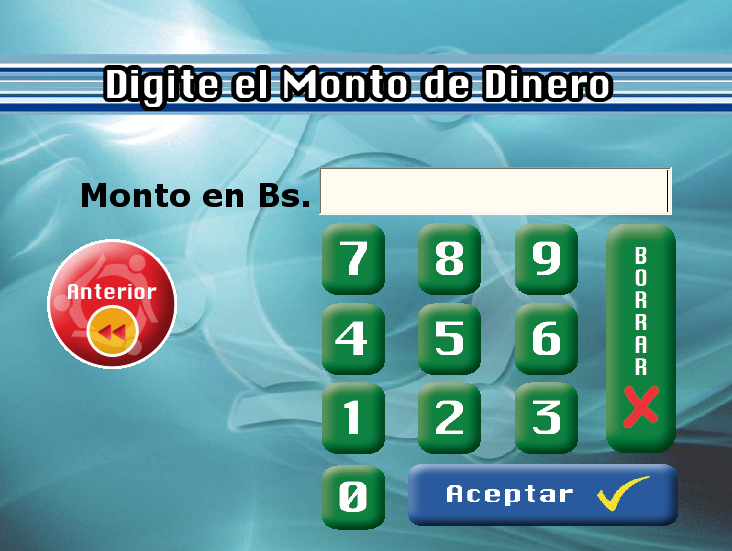 Digite el Monto de Dinero
Monto en Bs.
Anterior
7 8 9
4 5 6
1 2 3
BORRAR
0
Aceptar